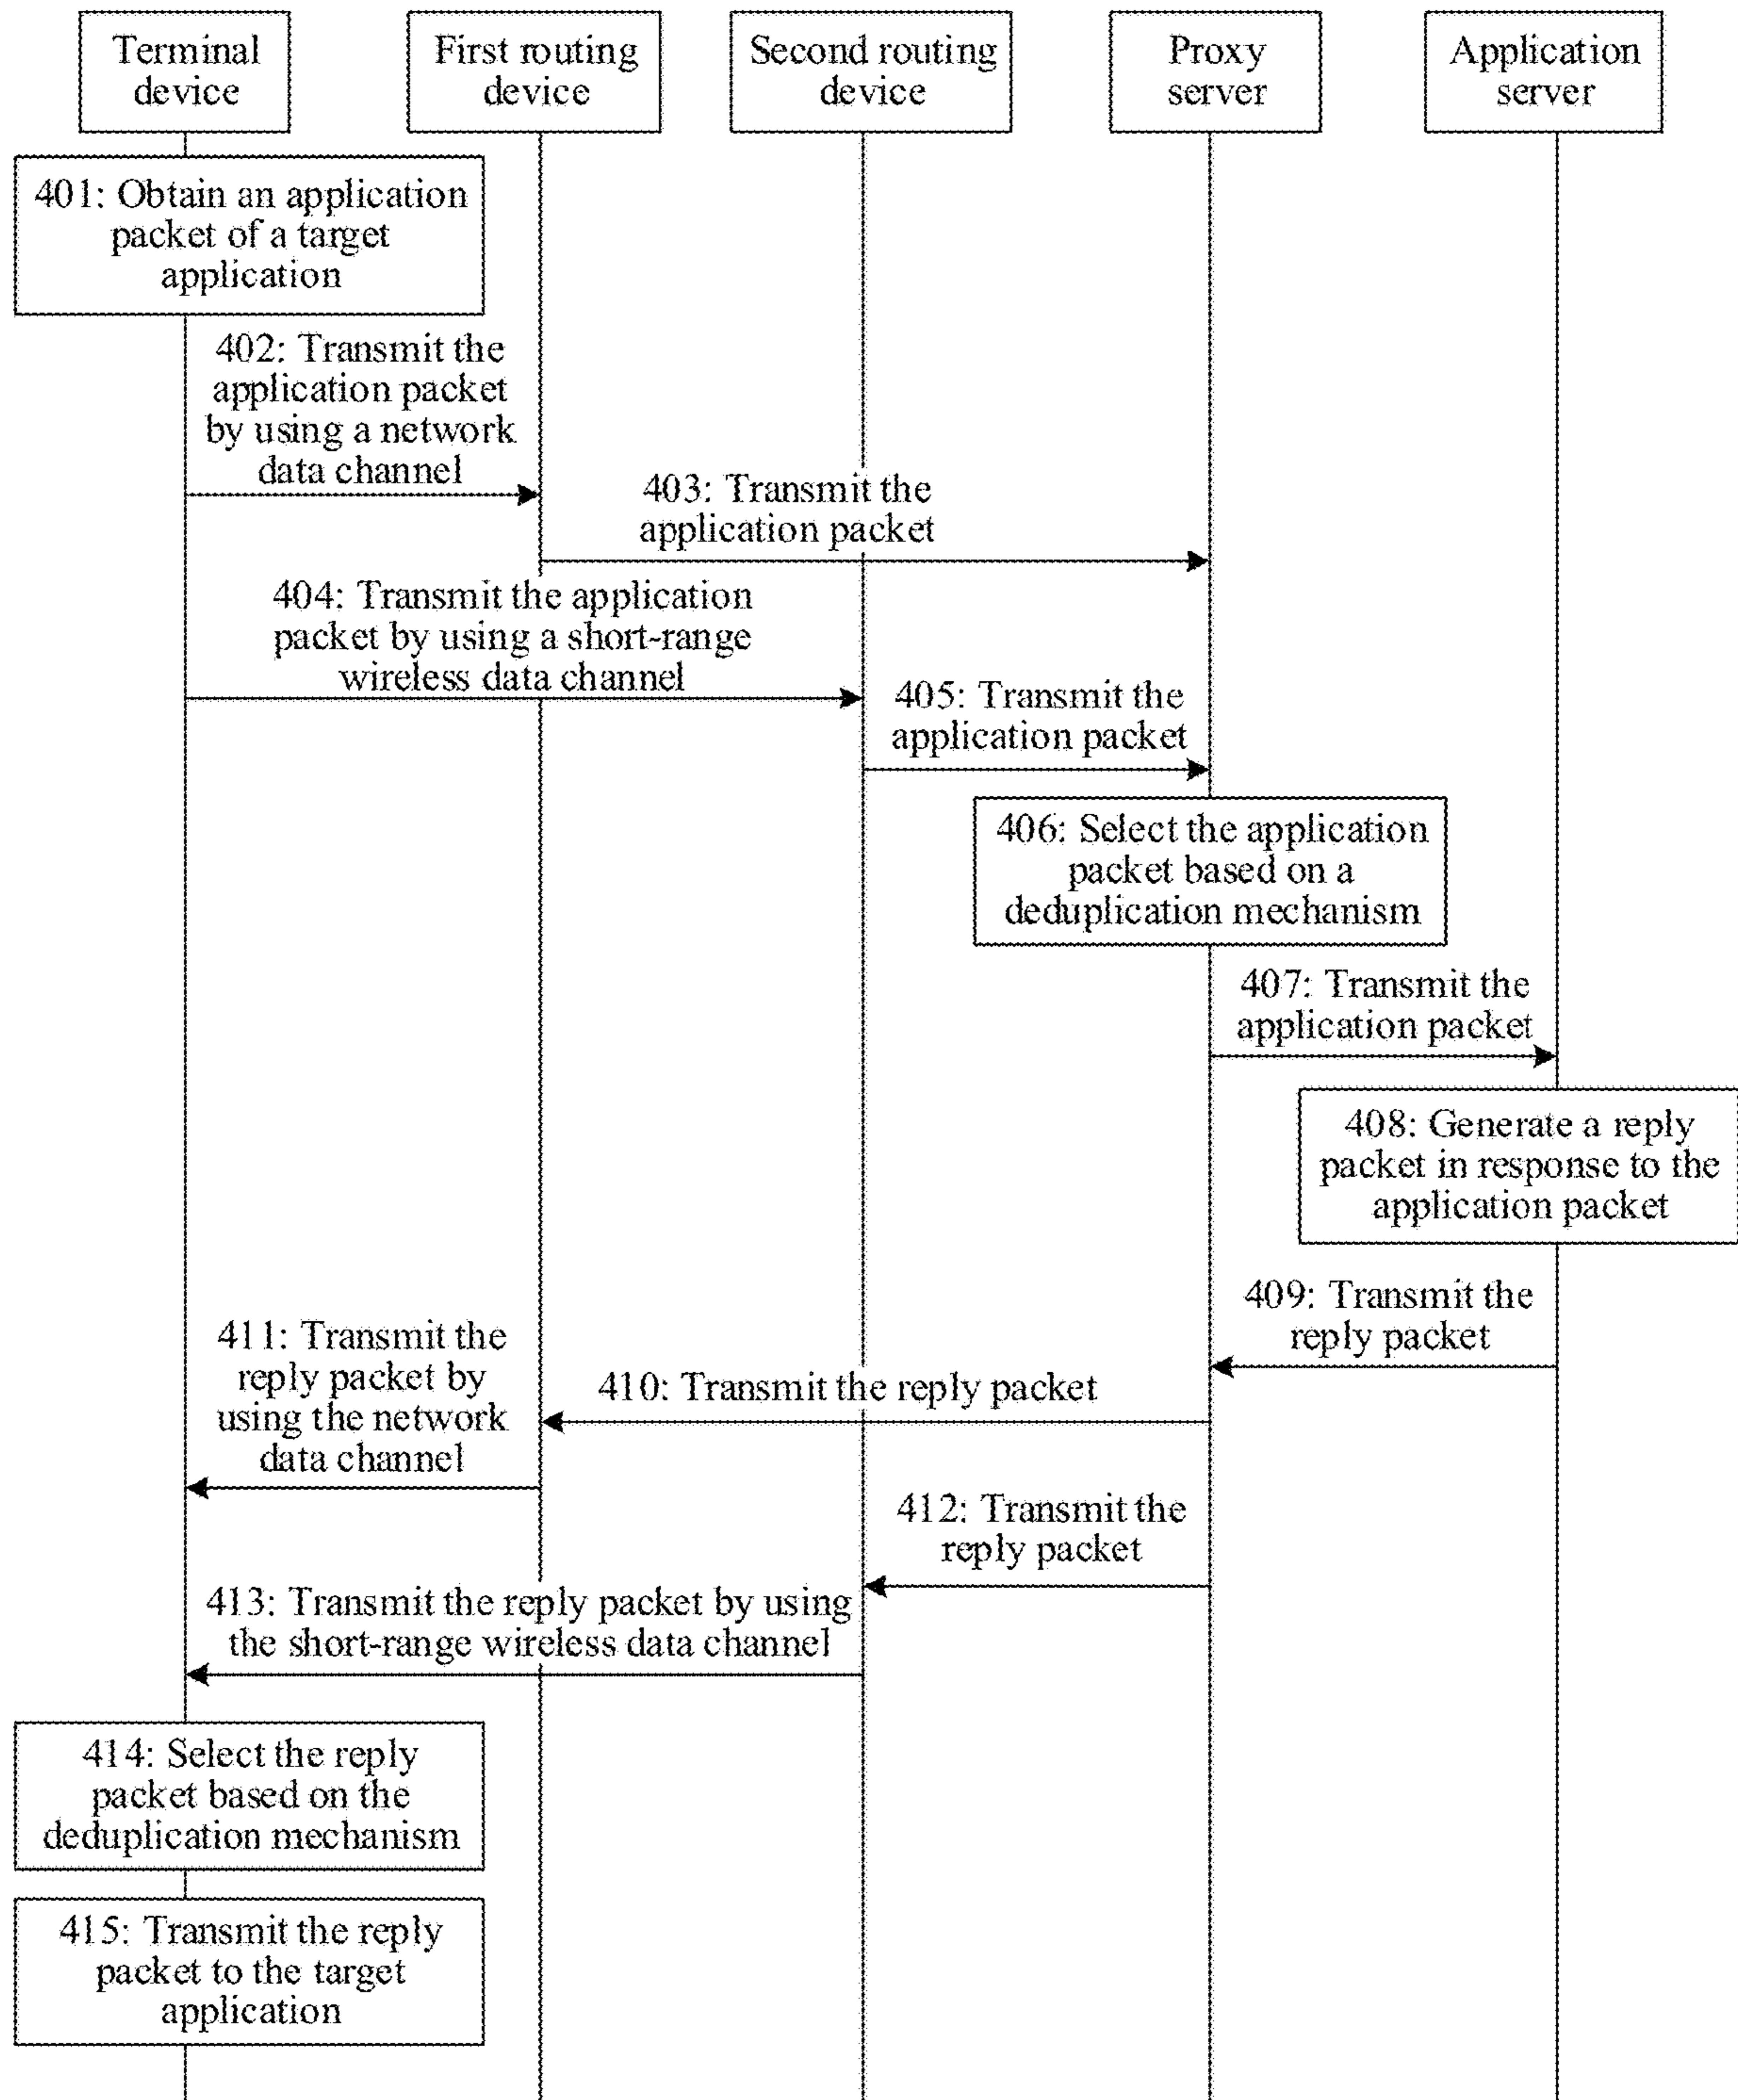 Terminal
device
First routing
device
Second routing
device
Proxy
server
Application
server
401: Obtain an application
packet of a target
application
402: Transmit the
application packet
by using a network
data channel
403: Transmit the
application packet
404: Transmit the application
packet by using a short-range
wireless data channel
405: Transmit the
application packet
406: Select the application
packet based on a
deduplication mechanism
407: Transmit the
application packet
408: Generate a reply
packet in response to the
application packet
409: Transmit the
reply packet
410: Transmit the reply packet
411: Transmit the
reply packet by
using the network
data channel
412: Transmit the
reply packet
413: Transmit the reply packet by using
the short-range wireless data channel
414: Select the reply
packet based on the
deduplication mechanism
415: Transmit the reply
packet to the target
application